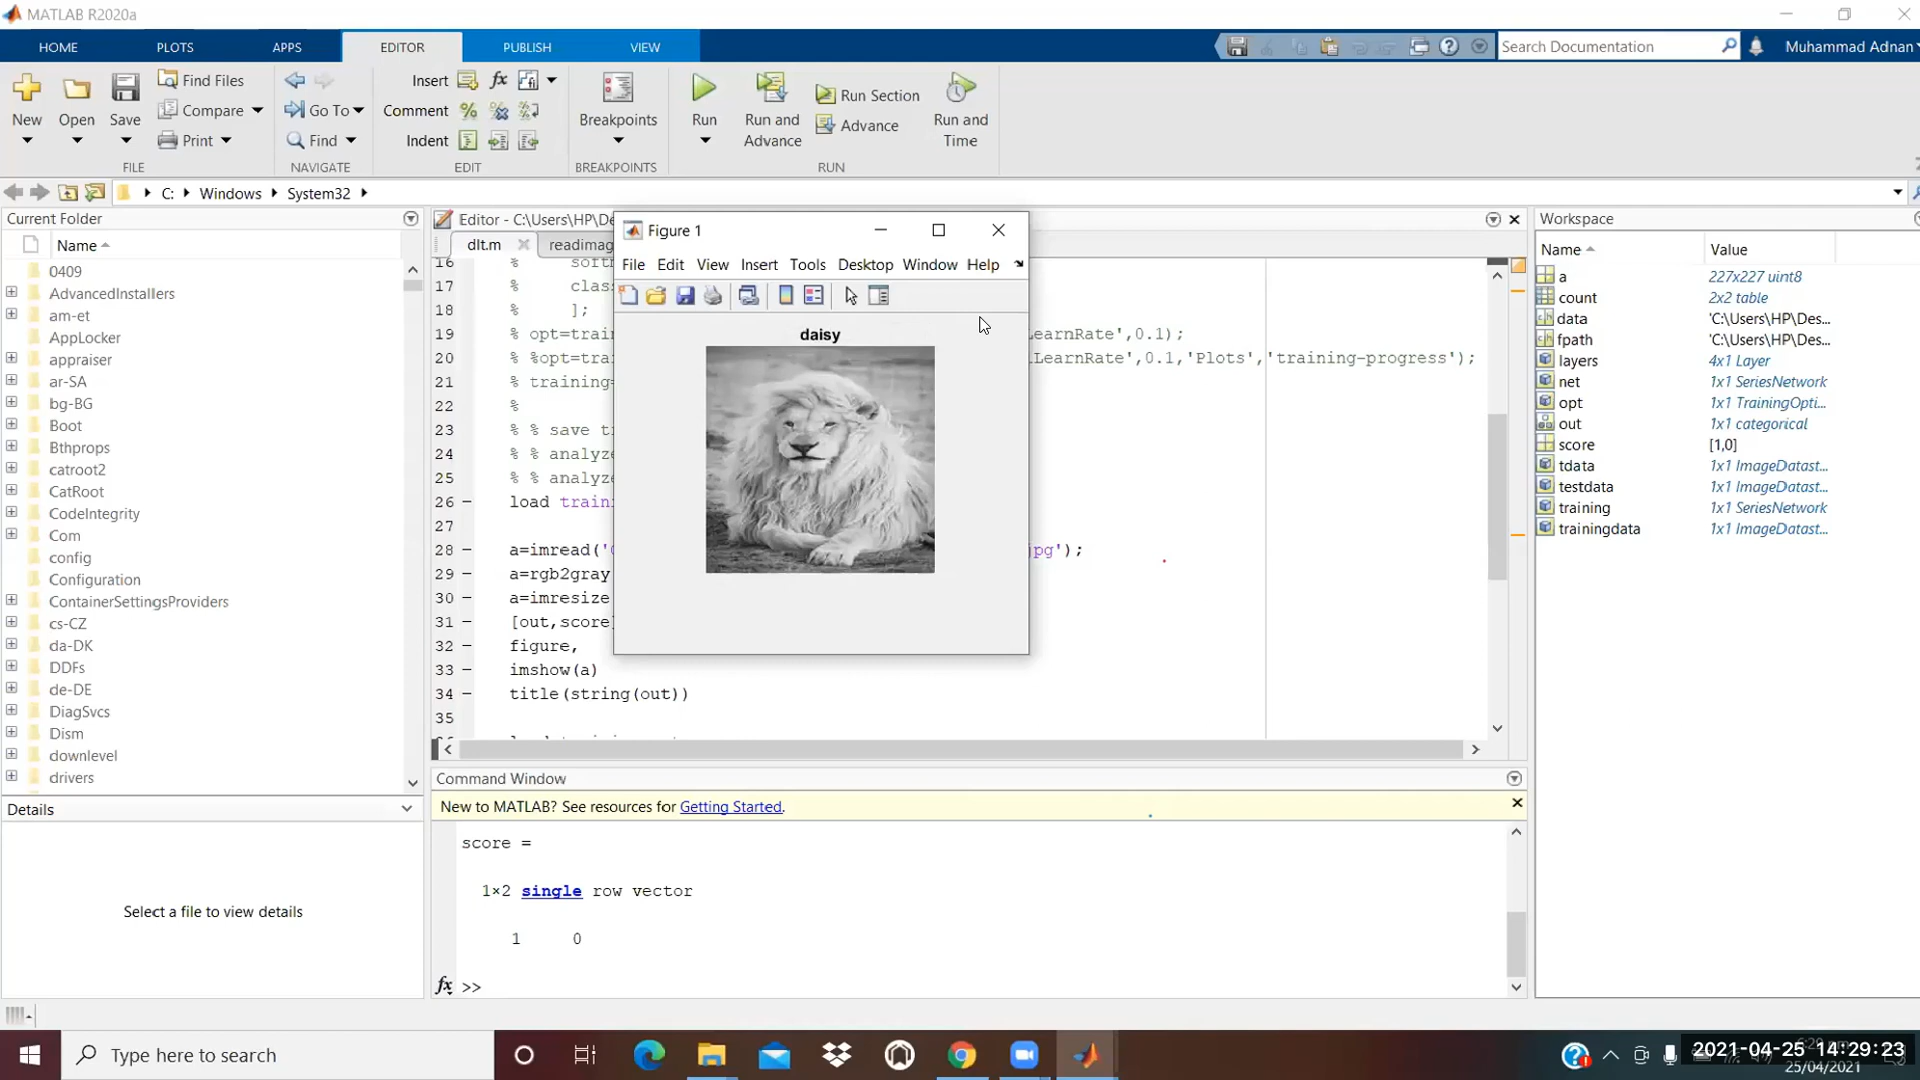 MATLAB R2020a
HOME PLOTS APPS EDITOR PUBLISH VIEW
Search Documentation
Muhammad Adnan
New Open Save
Find Files
Compare
Print
FILE
Go To
Find
NAVIGATE
Insert
Comment
Indent
EDIT
Breakpoints
BREAKPOINTS
Run
Run and Advance
Run Section
Advance
Run and Time
RUN
C: Windows System32
Current Folder
Name
0409
AdvancedInstallers
am-et
AppLocker
appraiser
ar-SA
bg-BG
Boot
Bthprops
catroot2
CatRoot
CodeIntegrity
Com
config
Configuration
ContainerSettingsProviders
cs-CZ
da-DK
DDFs
de-DE
DiagSvcs
Dism
downlevel
drivers
Details
Select a file to view details
Editor - C:\Users\HP\De
dlt.m readimag
16 %
17 % clas
18 % ];
19 % opt=trai LearnRate',0.1);
20 % %opt=tra LLearnRate',0.1,'Plots','training-progress');
21 % training=
22 %
23 % % save t
24 % % analyze
25 % % analyze
26 load traini
27
28 a=imread(' jpg');
29 a=rgb2gray
30 a=imresize
31 [out,score]
32 figure,
33 imshow(a)
34 title(string(out))
35
Figure 1
File Edit View Insert Tools Desktop Window Help
daisy
Command Window
New to MATLAB? See resources for Getting Started.
score =
1×2 single row vector
1 0
fx >>
Workspace
Name Value
a 227x227 uint8
count 2x2 table
data 'C:\Users\HP\Des...
fpath 'C:\Users\HP\Des...
layers 4x1 Layer
net 1x1 SeriesNetwork
opt 1x1 TrainingOpti...
out 1x1 categorical
score [1,0]
tdata 1x1 ImageDatast...
testdata 1x1 ImageDatast...
training 1x1 SeriesNetwork
trainingdata 1x1 ImageDatast...
Type here to search
2021-04-25 14:29:23
25/04/2021